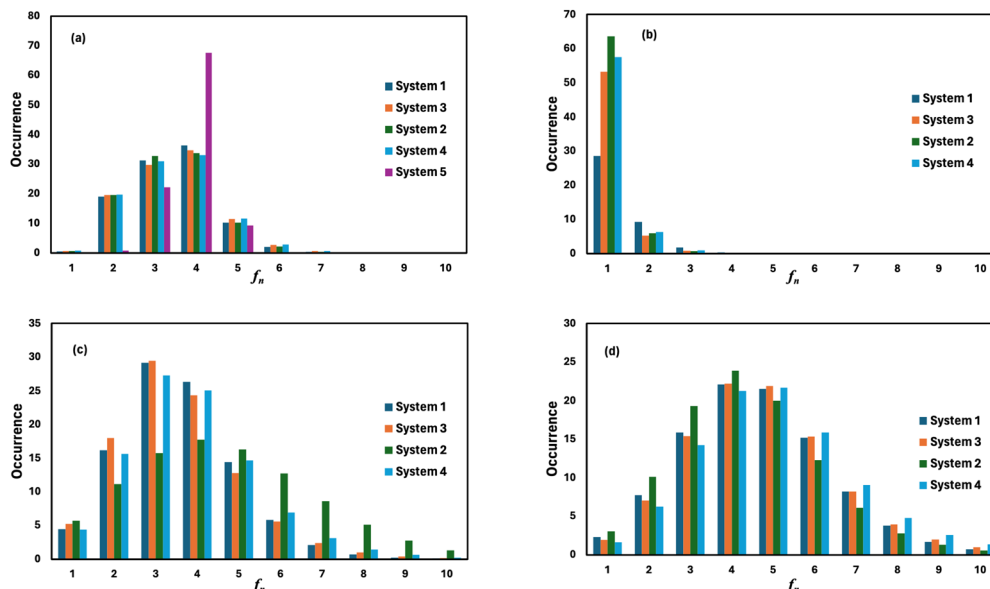 (a)
Occurrence
80
70
60
50
40
30
20
10
0
1 2 3 4 5 6 7 8 9 10
fn
System 1
System 3
System 2
System 4
System 5
(b)
Occurrence
70
60
50
40
30
20
10
0
1 2 3 4 5 6 7 8 9 10
fn
System 1
System 3
System 2
System 4
(c)
Occurrence
35
30
25
20
15
10
5
0
1 2 3 4 5 6 7 8 9 10
fn
System 1
System 3
System 2
System 4
(d)
Occurrence
30
25
20
15
10
5
0
1 2 3 4 5 6 7 8 9 10
fn
System 1
System 3
System 2
System 4